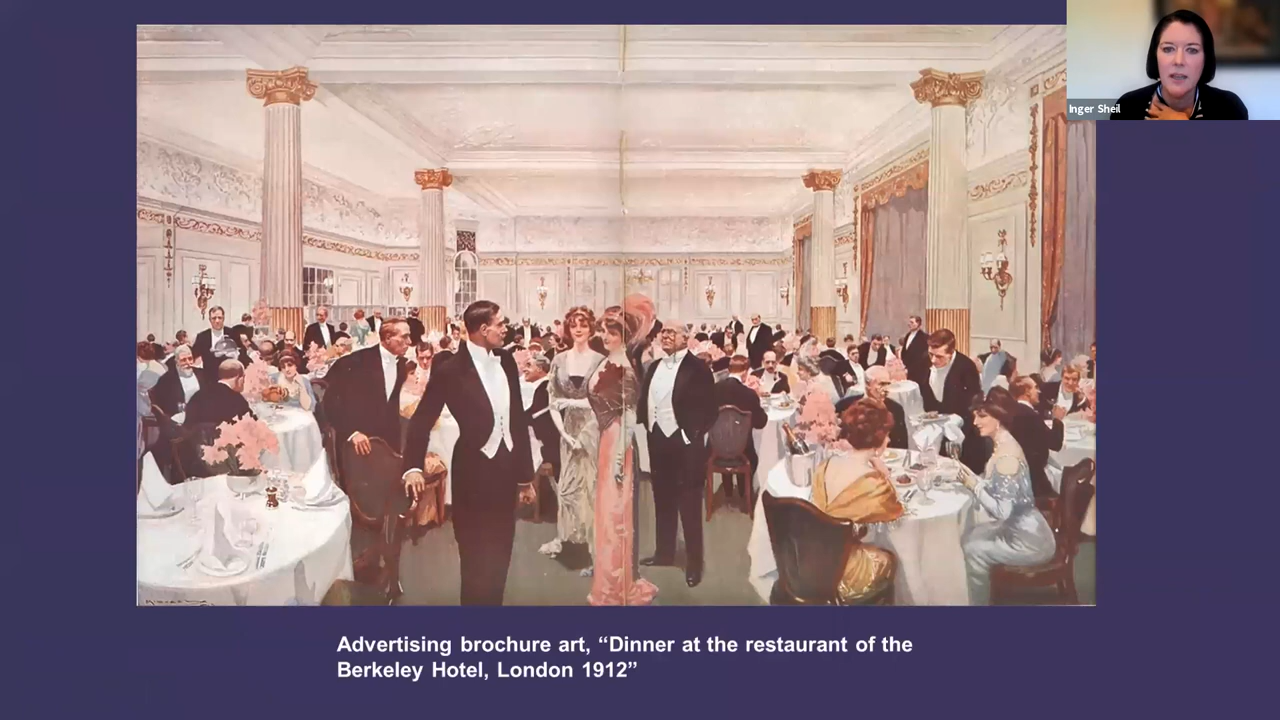 Inger Sheil
Advertising brochure art, “Dinner at the restaurant of the
Berkeley Hotel, London 1912”